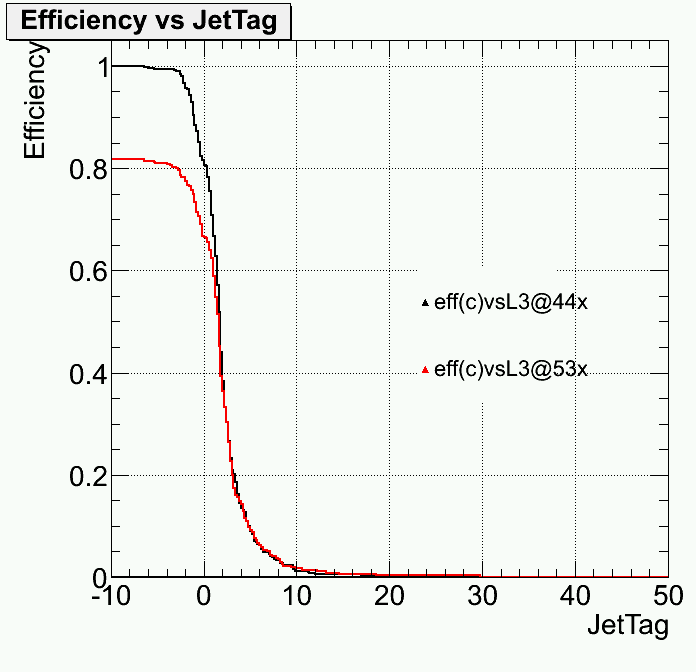 Efficiency vs JetTag
Efficiency
1
0.8
0.6
0.4
0.2
0
eff(c)vsL3@44x
eff(c)vsL3@53x
-10 0 10 20 30 40 50
JetTag